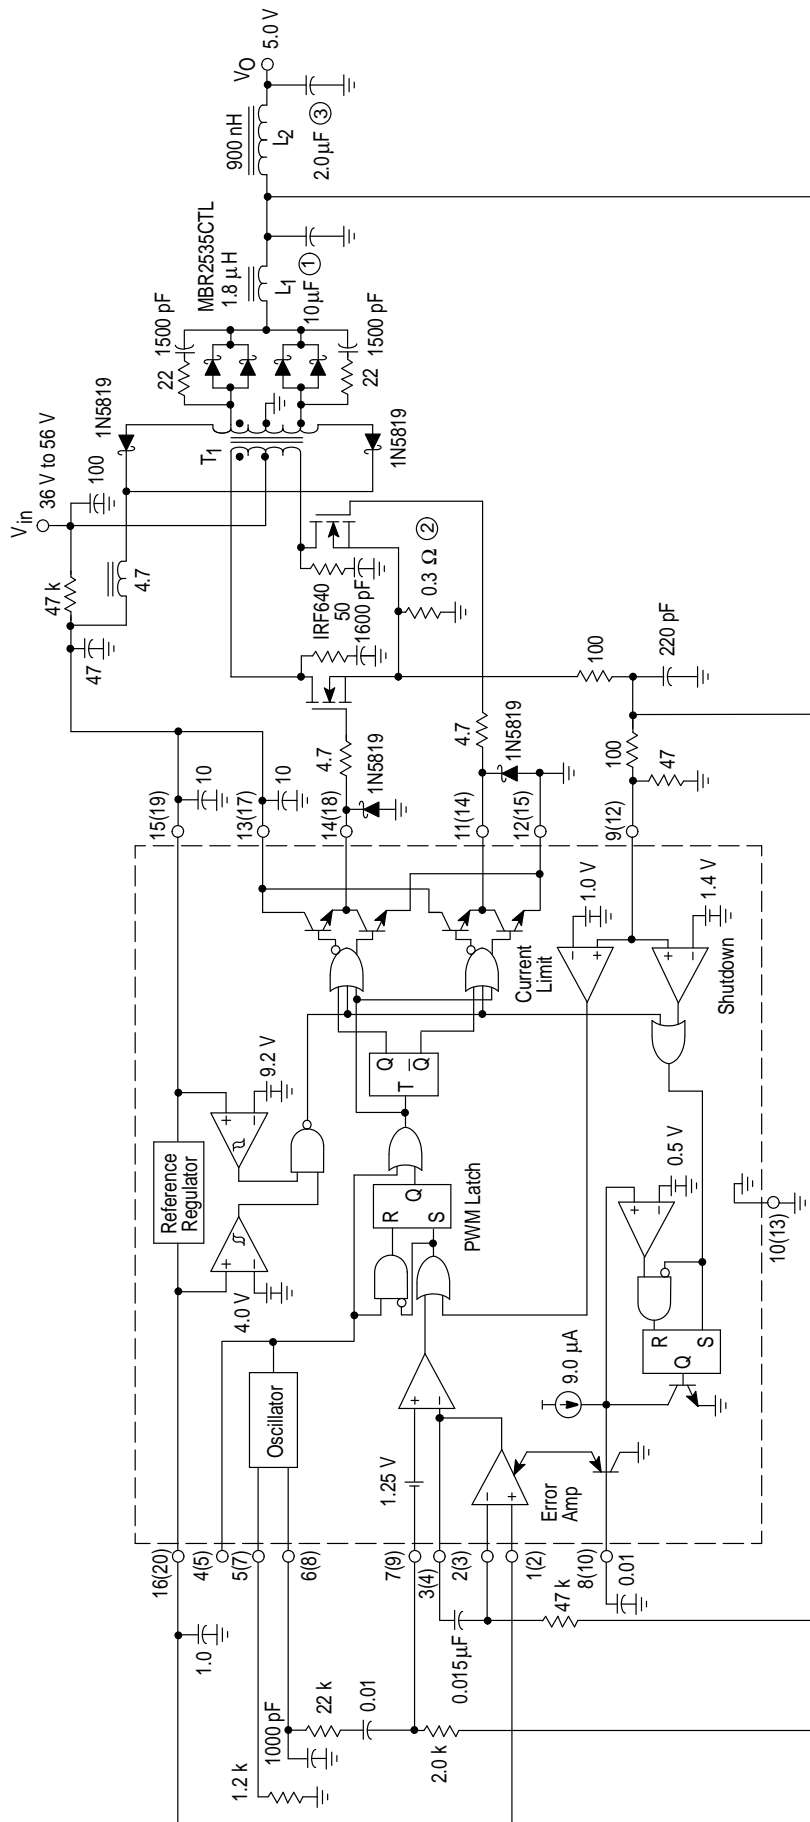 V_O
5.0 V
900 nH
L2
2.0 µF ③
MBR2535CTL
1.8 µH
L1
10 µF ①
1500 pF
22
1500 pF
22
1N5819
1N5819
T1
V_in
36 V to 56 V
100
47 k
4.7
47
IRF640
50
1600 pF
0.3 Ω ②
100
220 pF
100
47
4.7
1N5819
4.7
1N5819
10
10
15(19)
13(17)
14(18)
11(14)
12(15)
9(12)
1.0 V
1.4 V
Current
Limit
Shutdown
Q
Q
T
9.2 V
Reference
Regulator
4.0 V
R
Q
S
PWM Latch
0.5 V
R
Q
S
9.0 µA
10(13)
Oscillator
1.25 V
Error
Amp
16(20)
4(5)
5(7)
6(8)
7(9)
3(4)
2(3)
1(2)
8(10)
0.01
1.0
0.015 µF
47 k
22 k
0.01
1000 pF
2.0 k
1.2 k